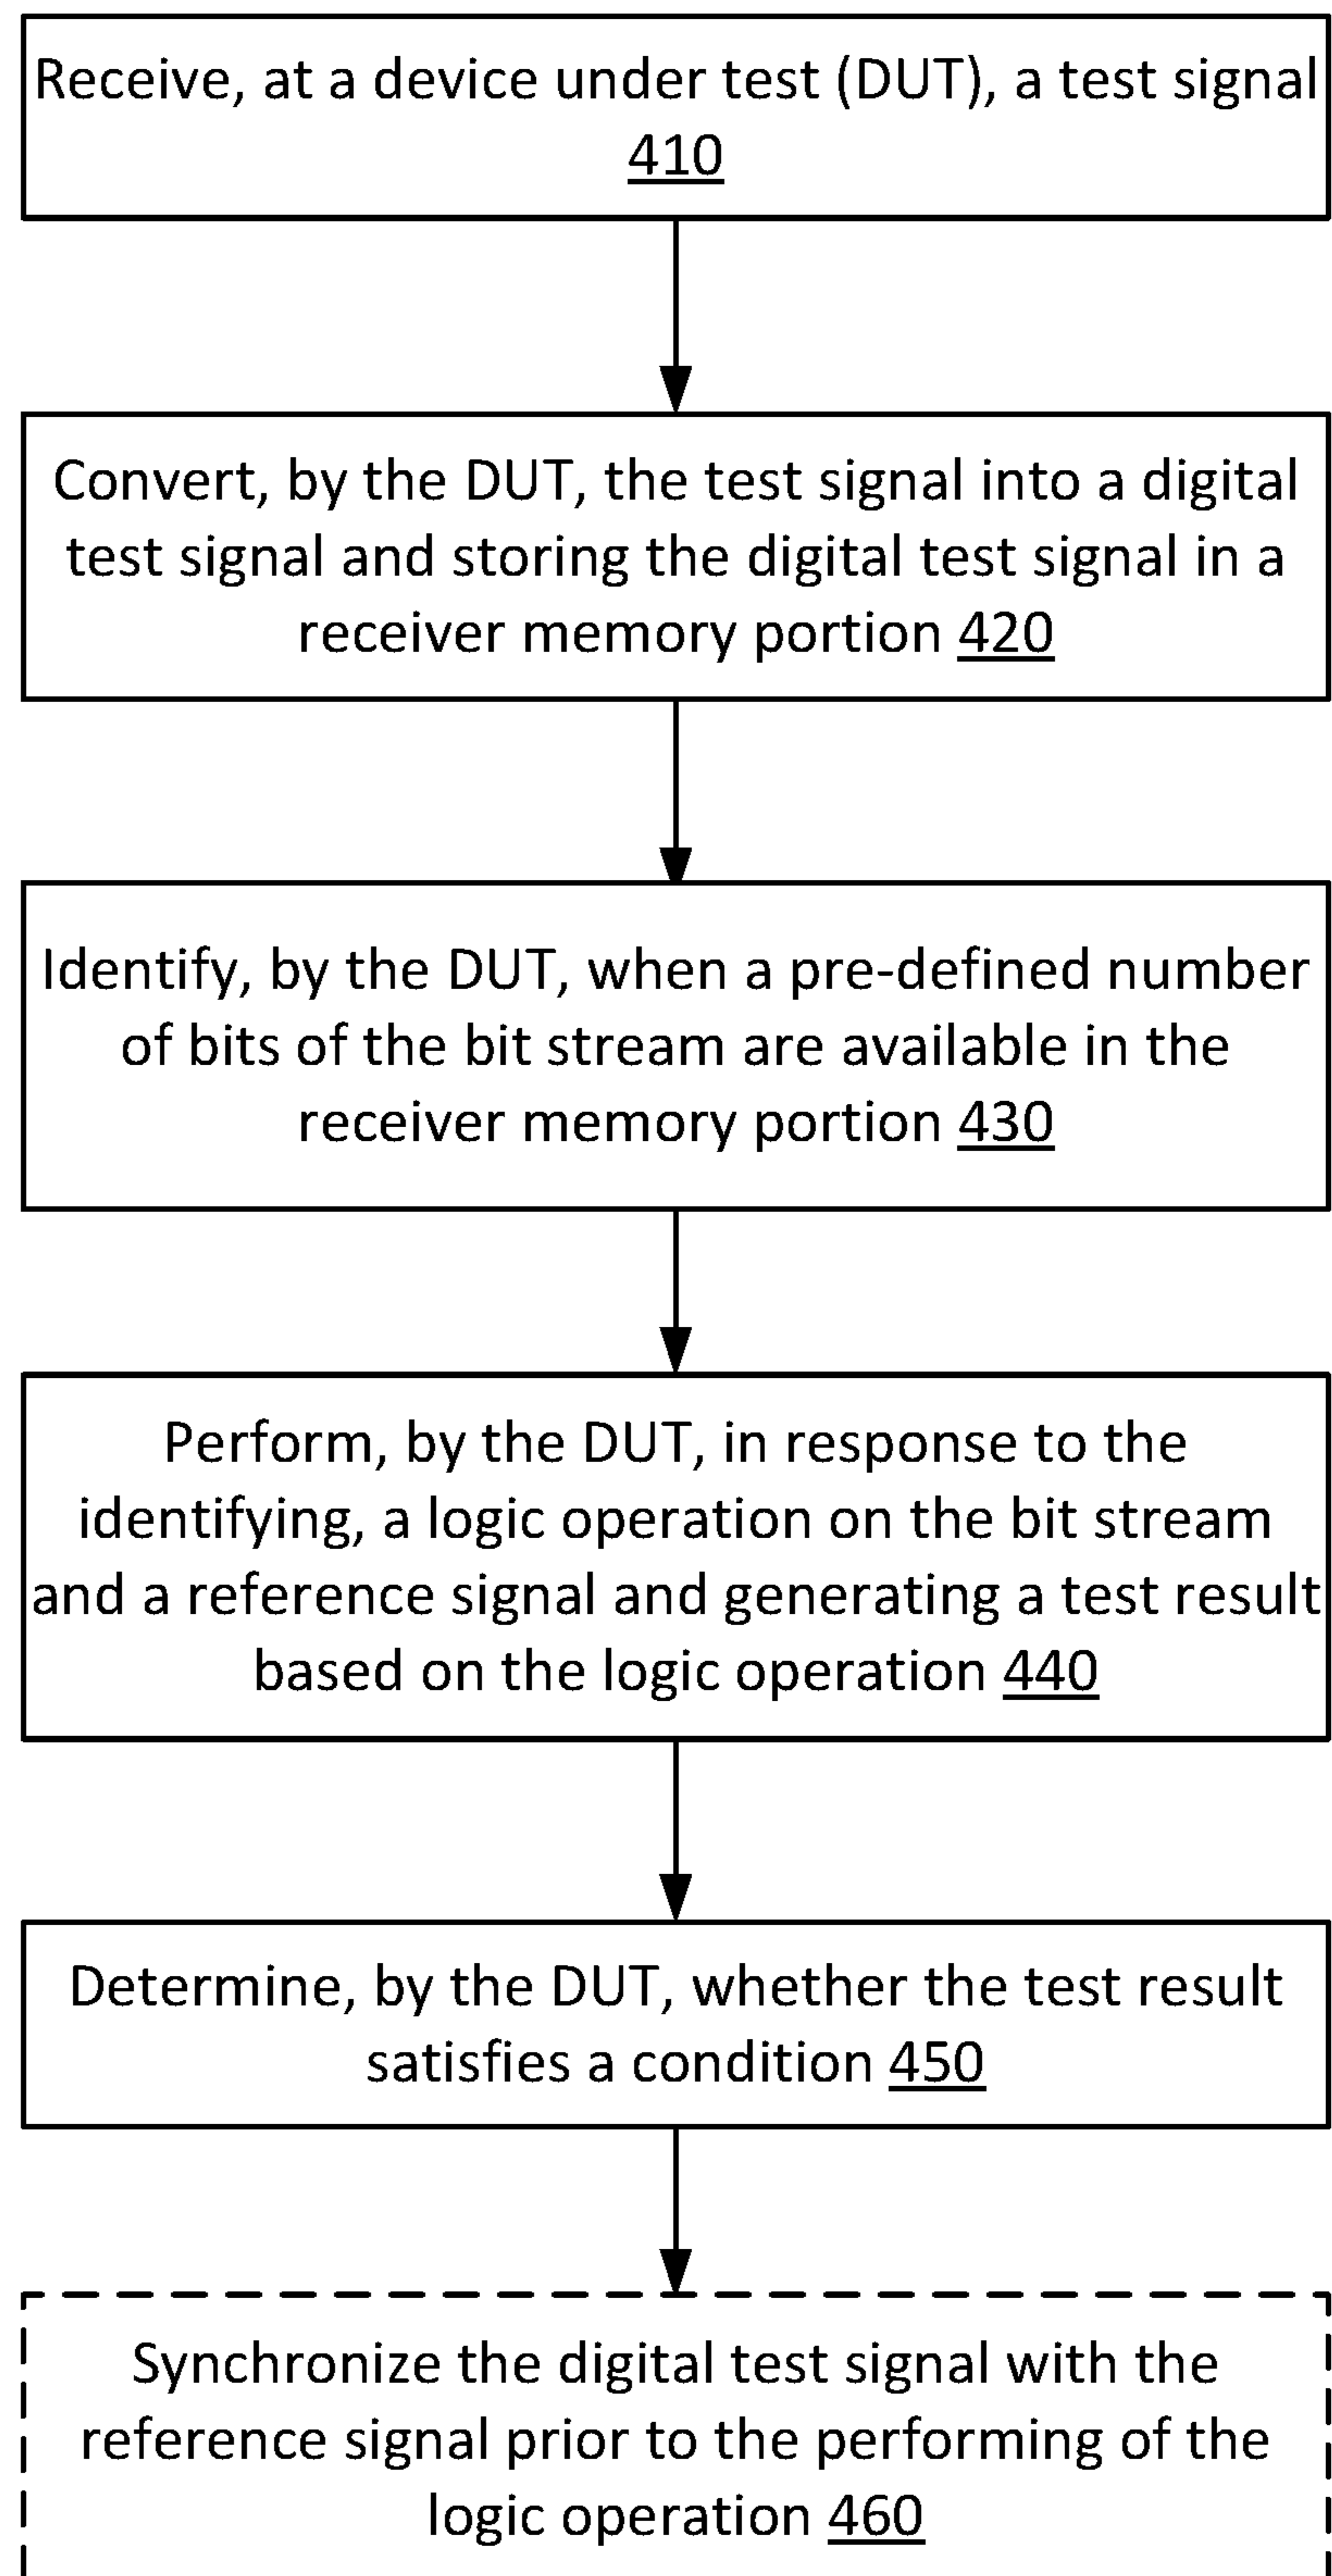 Receive, at a device under test (DUT), a test signal
410
Convert, by the DUT, the test signal into a digital
test signal and storing the digital test signal in a
receiver memory portion 420
Identify, by the DUT, when a pre-defined number
of bits of the bit stream are available in the
receiver memory portion 430
Perform, by the DUT, in response to the
identifying, a logic operation on the bit stream
and a reference signal and generating a test result
based on the logic operation 440
Determine, by the DUT, whether the test result
satisfies a condition 450
Synchronize the digital test signal with the
reference signal prior to the performing of the
logic operation 460